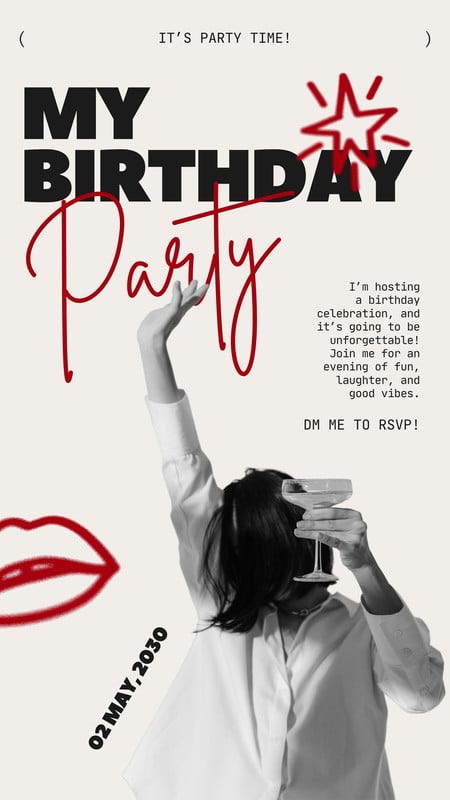 ( IT’S PARTY TIME! )
MY
BIRTHDAY
Party
I’m hosting
a birthday
celebration, and
it’s going to be
unforgettable!
Join me for an
evening of fun,
laughter, and
good vibes.
DM ME TO RSVP!
02 MAY, 2030